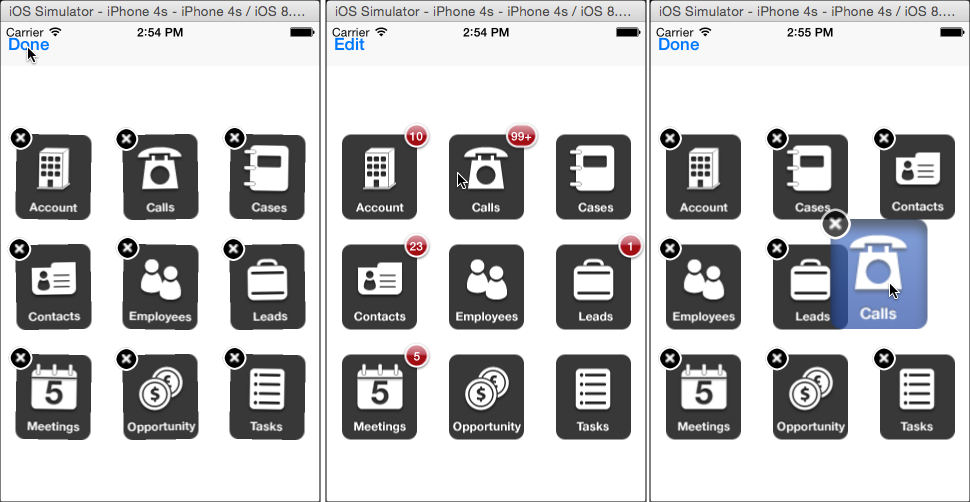 iOS Simulator - iPhone 4s - iPhone 4s / iOS 8....
Carrier 2:54 PM
Done
Account Calls Cases
Contacts Employees Leads
5
Meetings Opportunity Tasks
iOS Simulator - iPhone 4s - iPhone 4s / iOS 8....
Carrier 2:54 PM
Edit
10 99+
Account Calls Cases
23 1
Contacts Employees Leads
5
5
Meetings Opportunity Tasks
iOS Simulator - iPhone 4s - iPhone 4s / iOS 8....
Carrier 2:55 PM
Done
Account Cases Contacts
Employees Leads Calls
5
Meetings Opportunity Tasks